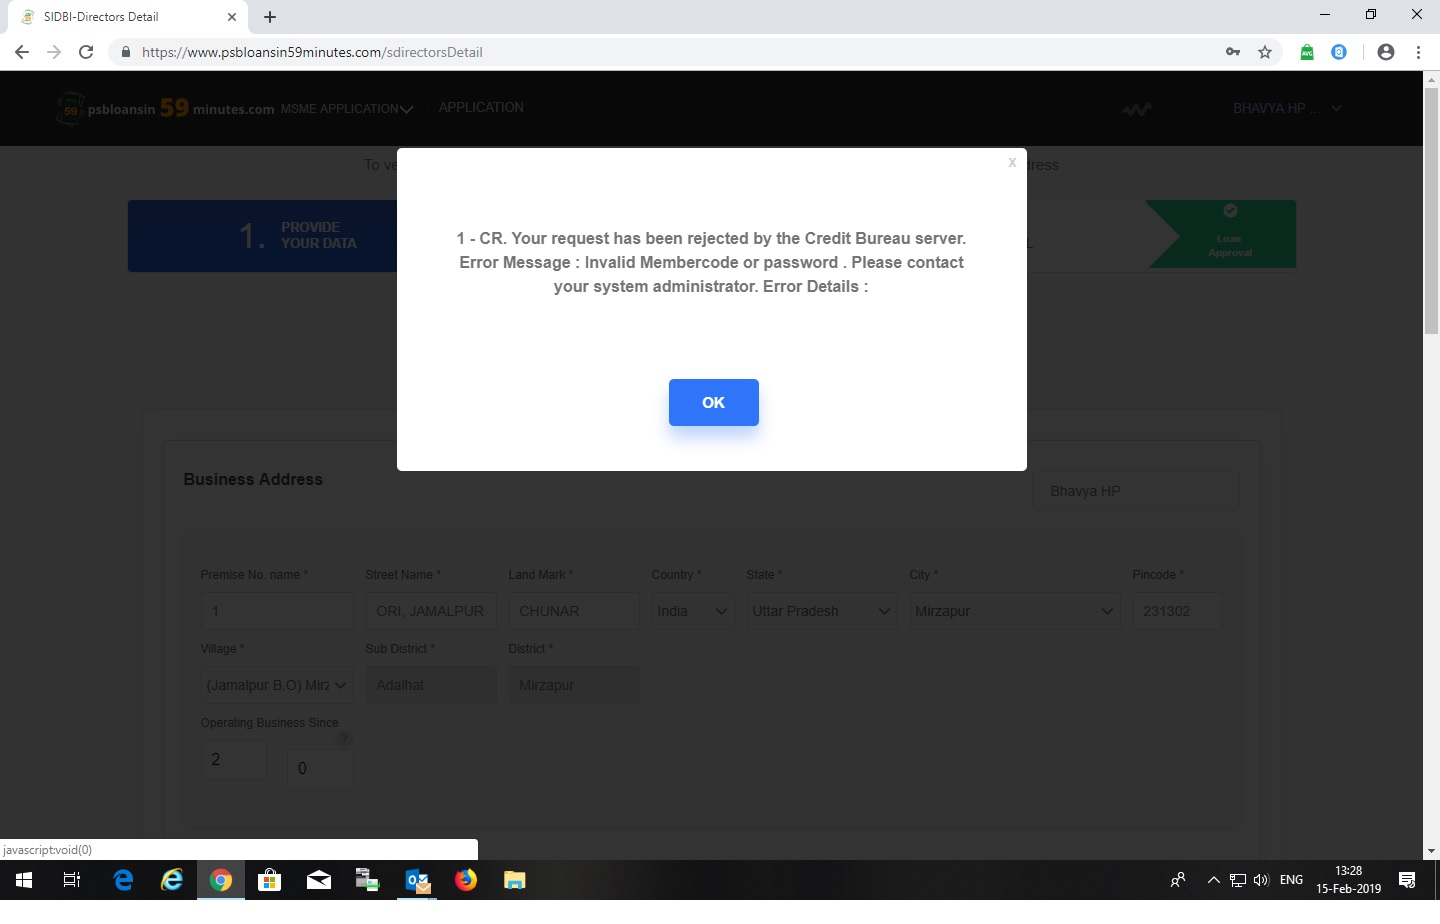 SIDBI-Directors Detail
https://www.psbloansin59minutes.com/sdirectorsDetail
psbloansin 59 minutes.com MSME APPLICATION APPLICATION BHAVYA HP ...
To ve
dress
1. PROVIDE YOUR DATA
Loan
Approval
x
1 - CR. Your request has been rejected by the Credit Bureau server.
Error Message : Invalid Membercode or password . Please contact
your system administrator. Error Details :
OK
Business Address
Bhavya HP
Premise No. name * Street Name * Land Mark * Country * State * City * Pincode *
1 ORI, JAMALPUR CHUNAR India Uttar Pradesh Mirzapur 231302
Village * Sub District * District *
(Jamalpur B.O) Mirz Adalhat Mirzapur
Operating Business Since
?
2 0
javascript:void(0)
ENG
13:28
15-Feb-2019